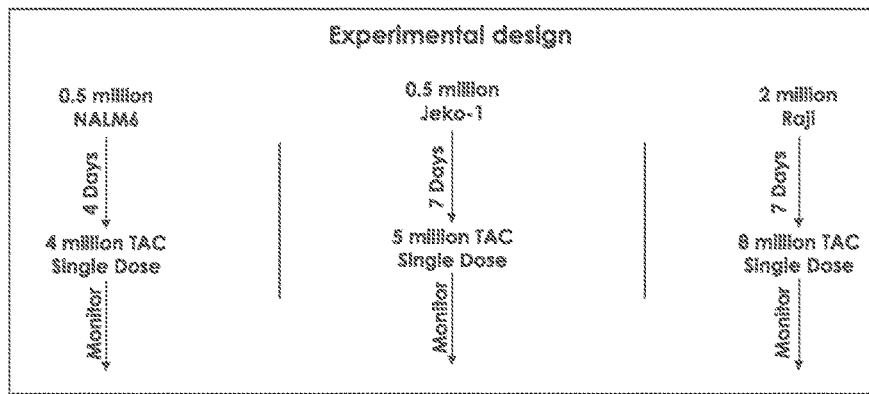 Experimental design
0.5 million
NALM6
4 Days
4 million TAC
Single Dose
Monitor
0.5 million
Jeko-1
7 Days
5 million TAC
Single Dose
Monitor
2 million
Raji
7 Days
8 million TAC
Single Dose
Monitor